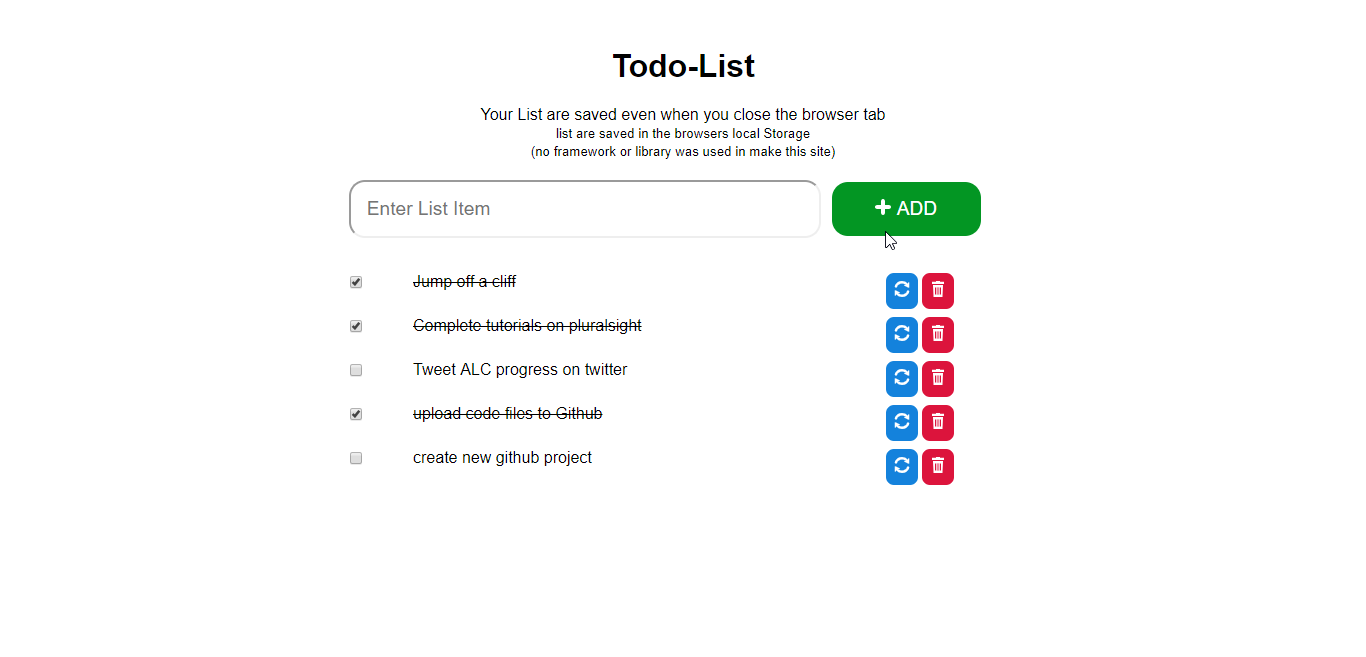 Todo-List
Your List are saved even when you close the browser tab
list are saved in the browsers local Storage
(no framework or library was used in make this site)
Enter List Item
ADD
Jump off a cliff
Complete tutorials on pluralsight
Tweet ALC progress on twitter
upload code files to Github
create new github project